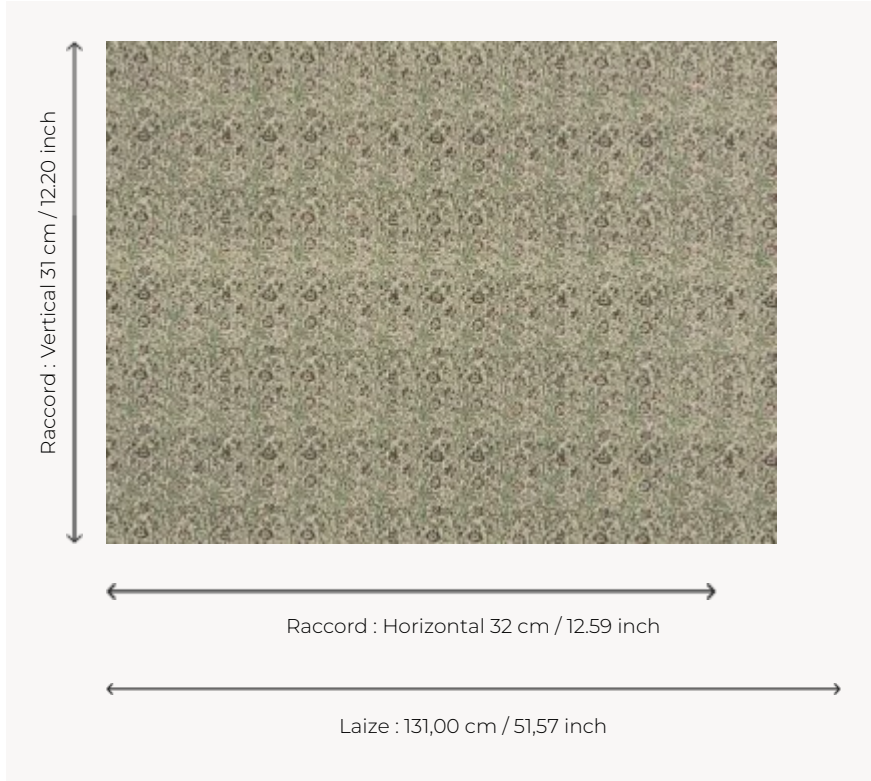 Raccord : Vertical 31 cm / 12.20 inch
Raccord : Horizontal 32 cm / 12.59 inch
Laize : 131,00 cm / 51,57 inch